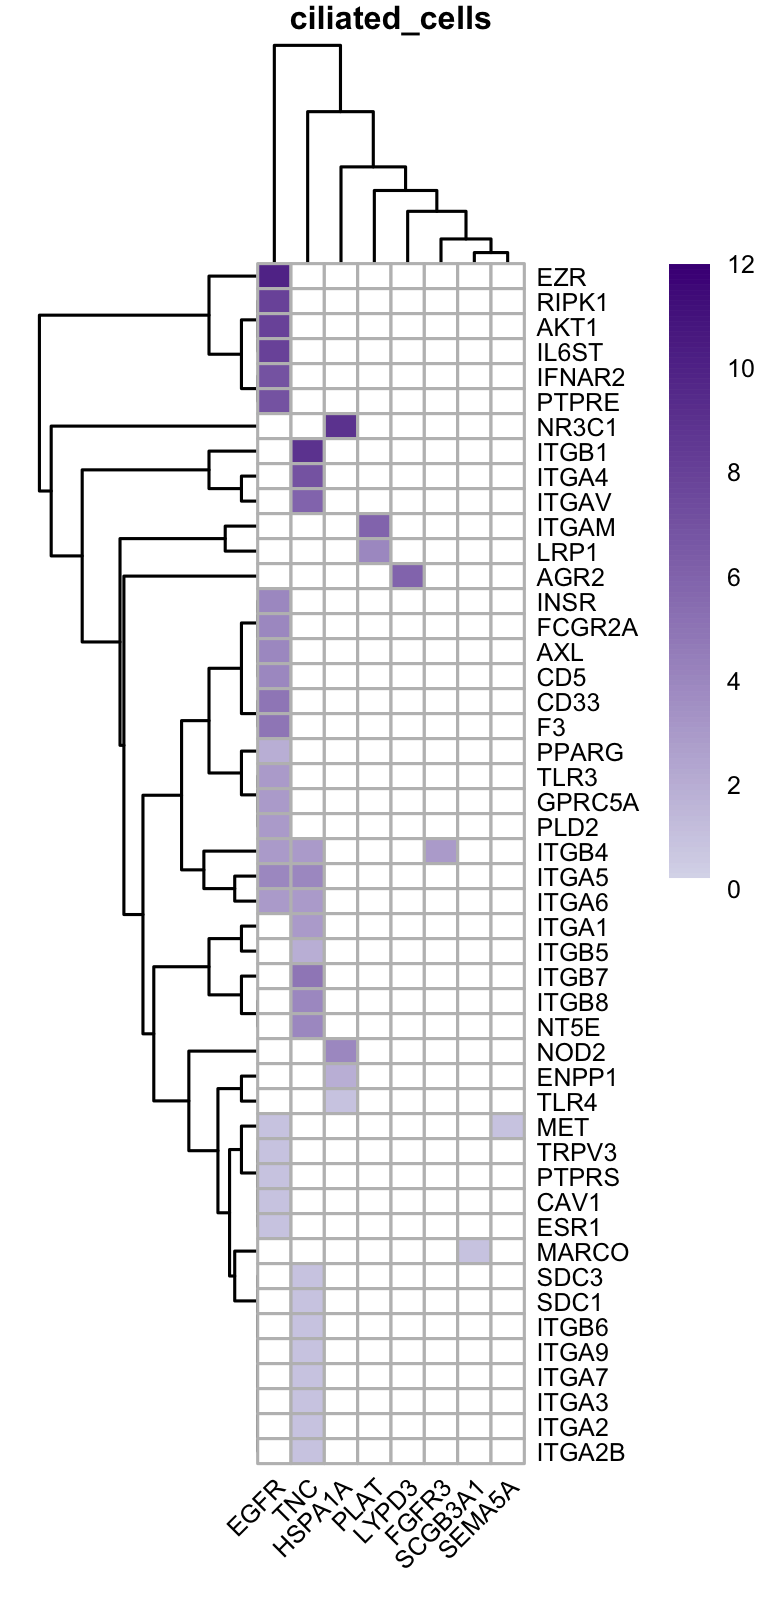 ciliated_cells
EZR
RIPK1
AKT1
IL6ST
IFNAR2
PTPRE
NR3C1
ITGB1
ITGA4
ITGAV
ITGAM
LRP1
AGR2
INSR
FCGR2A
AXL
CD5
CD33
F3
PPARG
TLR3
GPRC5A
PLD2
ITGB4
ITGA5
ITGA6
ITGA1
ITGB5
ITGB7
ITGB8
NT5E
NOD2
ENPP1
TLR4
MET
TRPV3
PTPRS
CAV1
ESR1
MARCO
SDC3
SDC1
ITGB6
ITGA9
ITGA7
ITGA3
ITGA2
ITGA2B
12
10
8
6
4
2
0
EGFR
TNC
HSPA1A
PLAT
LYPD3
FGFR3
SCGB3A1
SEMA5A